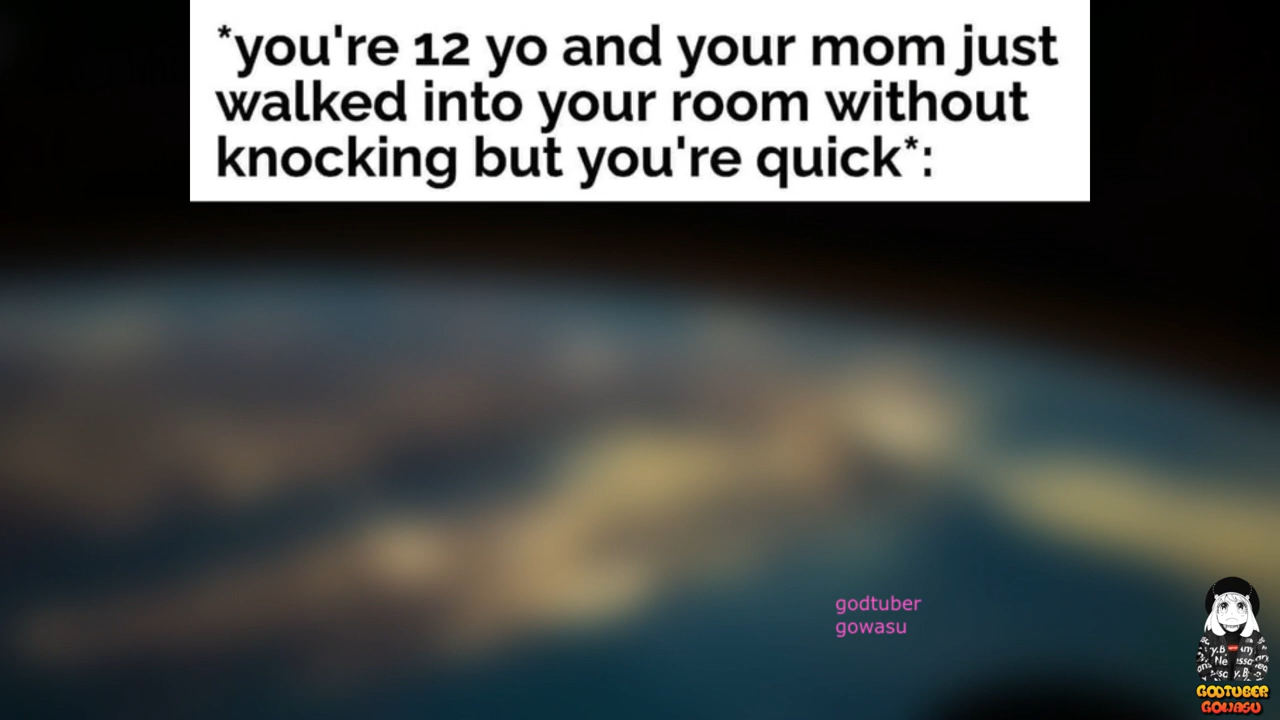 *you're 12 yo and your mom just
walked into your room without
knocking but you're quick*:
godtuber
gowasu
GODTUBER
GOWASU